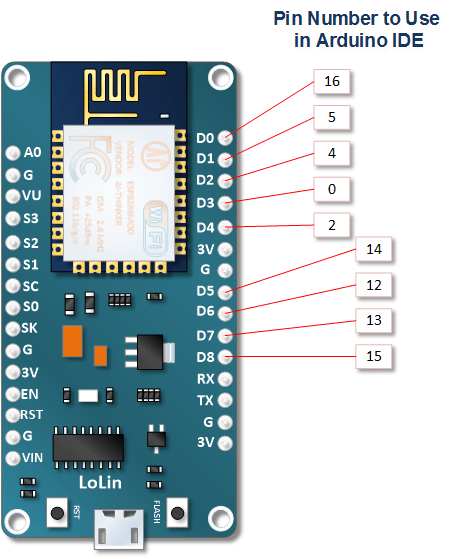 Pin Number to Use
in Arduino IDE
16
5
4
0
2
14
12
13
15
D0
D1
D2
D3
D4
3V
G
D5
D6
D7
D8
RX
TX
G
3V
A0
G
VU
S3
S2
S1
SC
S0
SK
G
3V
EN
RST
G
VIN
WiFi
LoLin
RST
FLASH